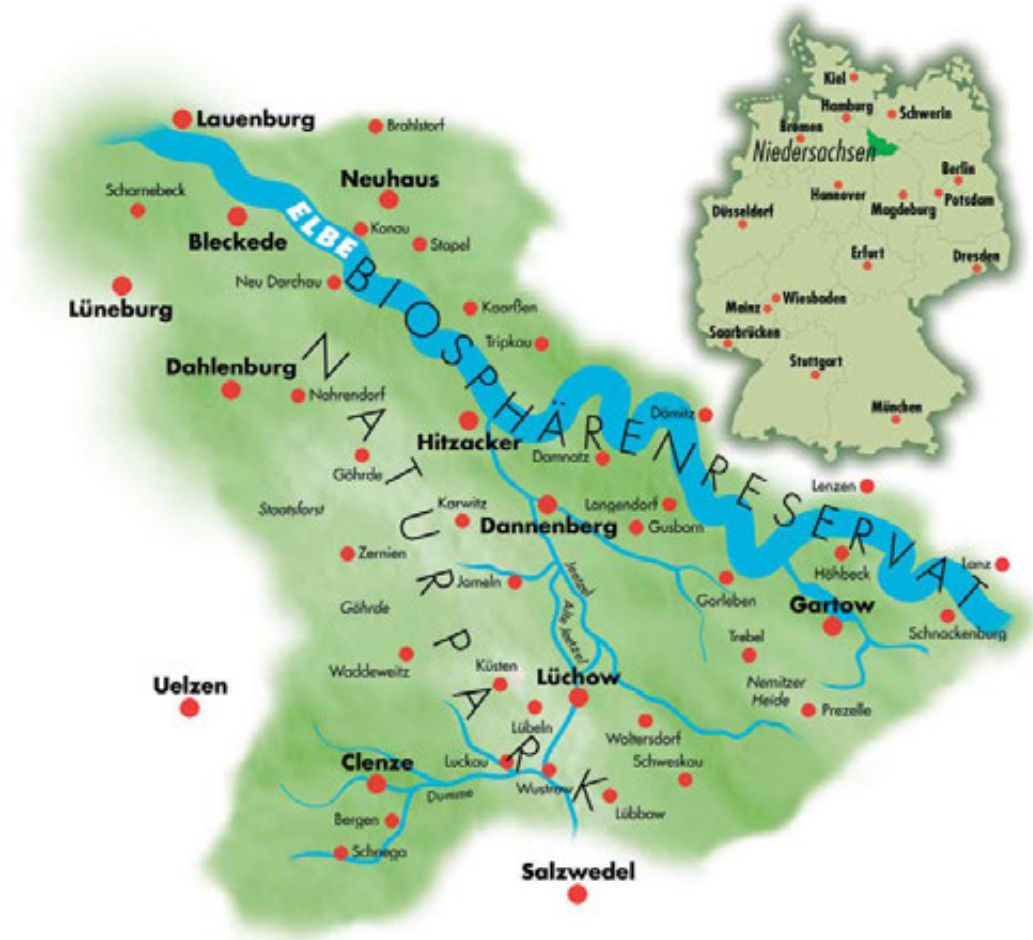 Kiel
Hamburg
Schwerin
Bremen
Niedersachsen
Berlin
Hannover
Magdeburg
Potsdam
Düsseldorf
Erfurt
Dresden
Wiesbaden
Mainz
Saarbrücken
Stuttgart
München
Lauenburg
Brahlstorf
Scharnebeck
Neuhaus
Bleckede
ELBE
Konau
Stapel
Lüneburg
Neu Darchau
BIOSPHÄRENRESERVAT
Kaarßen
Tripkau
NATURPARK
Dahlenburg
Nahrendorf
Hitzacker
Dömitz
Damnatz
Göhrde
Lenzen
Staatsforst
Karwitz
Dannenberg
Langendorf
Gusborn
Zernien
Höhbeck
Lanz
Jameln
Jeetzel
Gorleben
Göhrde
Alte Jeetzel
Gartow
Schnackenburg
Waddeweitz
Trebel
Küsten
Lüchow
Nemitzer
Heide
Uelzen
Lübeln
Prezelle
Woltersdorf
Luckau
Clenze
Schweskau
Wustrow
Dumme
Lübbow
Bergen
Schnega
Salzwedel